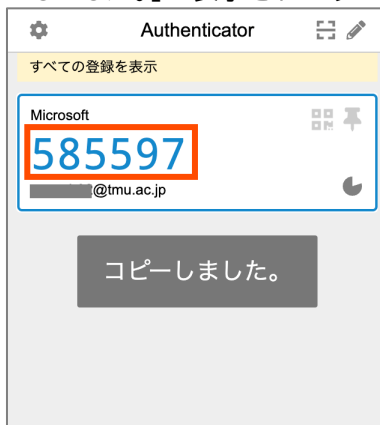 Authenticator
すべての登録を表示
Microsoft
585597
@tmu.ac.jp
コピーしました。